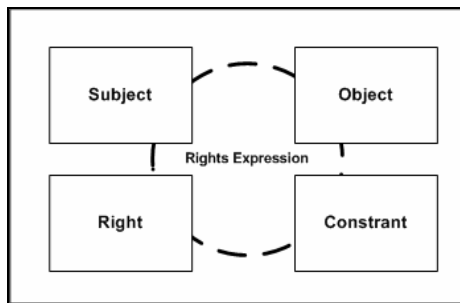 Subject
Object
Rights Expression
Right
Constrant